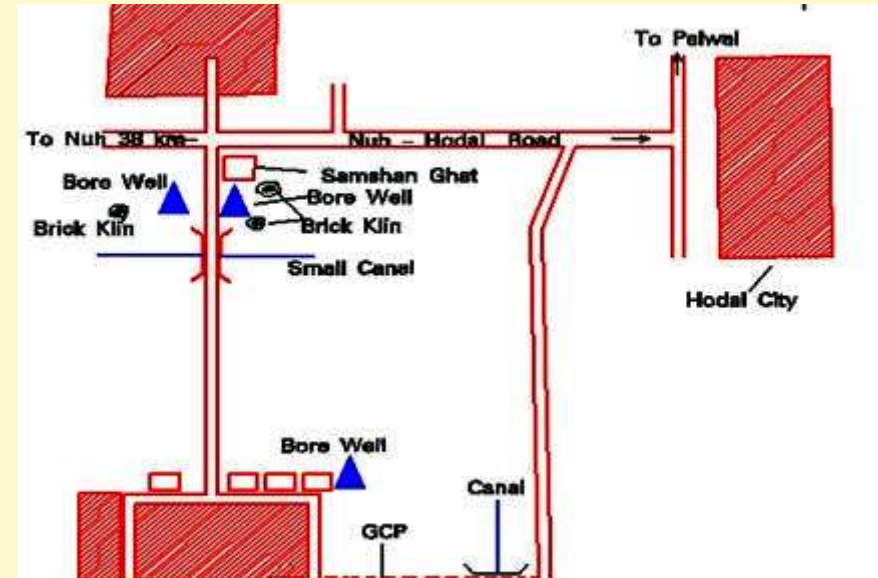 To Palwal
To Nuh 38 km
Nuh - Hodal Road
Samshan Ghat
Bore Well
Bore Well
Brick Klin
Brick Klin
Small Canal
Hodal City
Bore Well
Canal
GCP